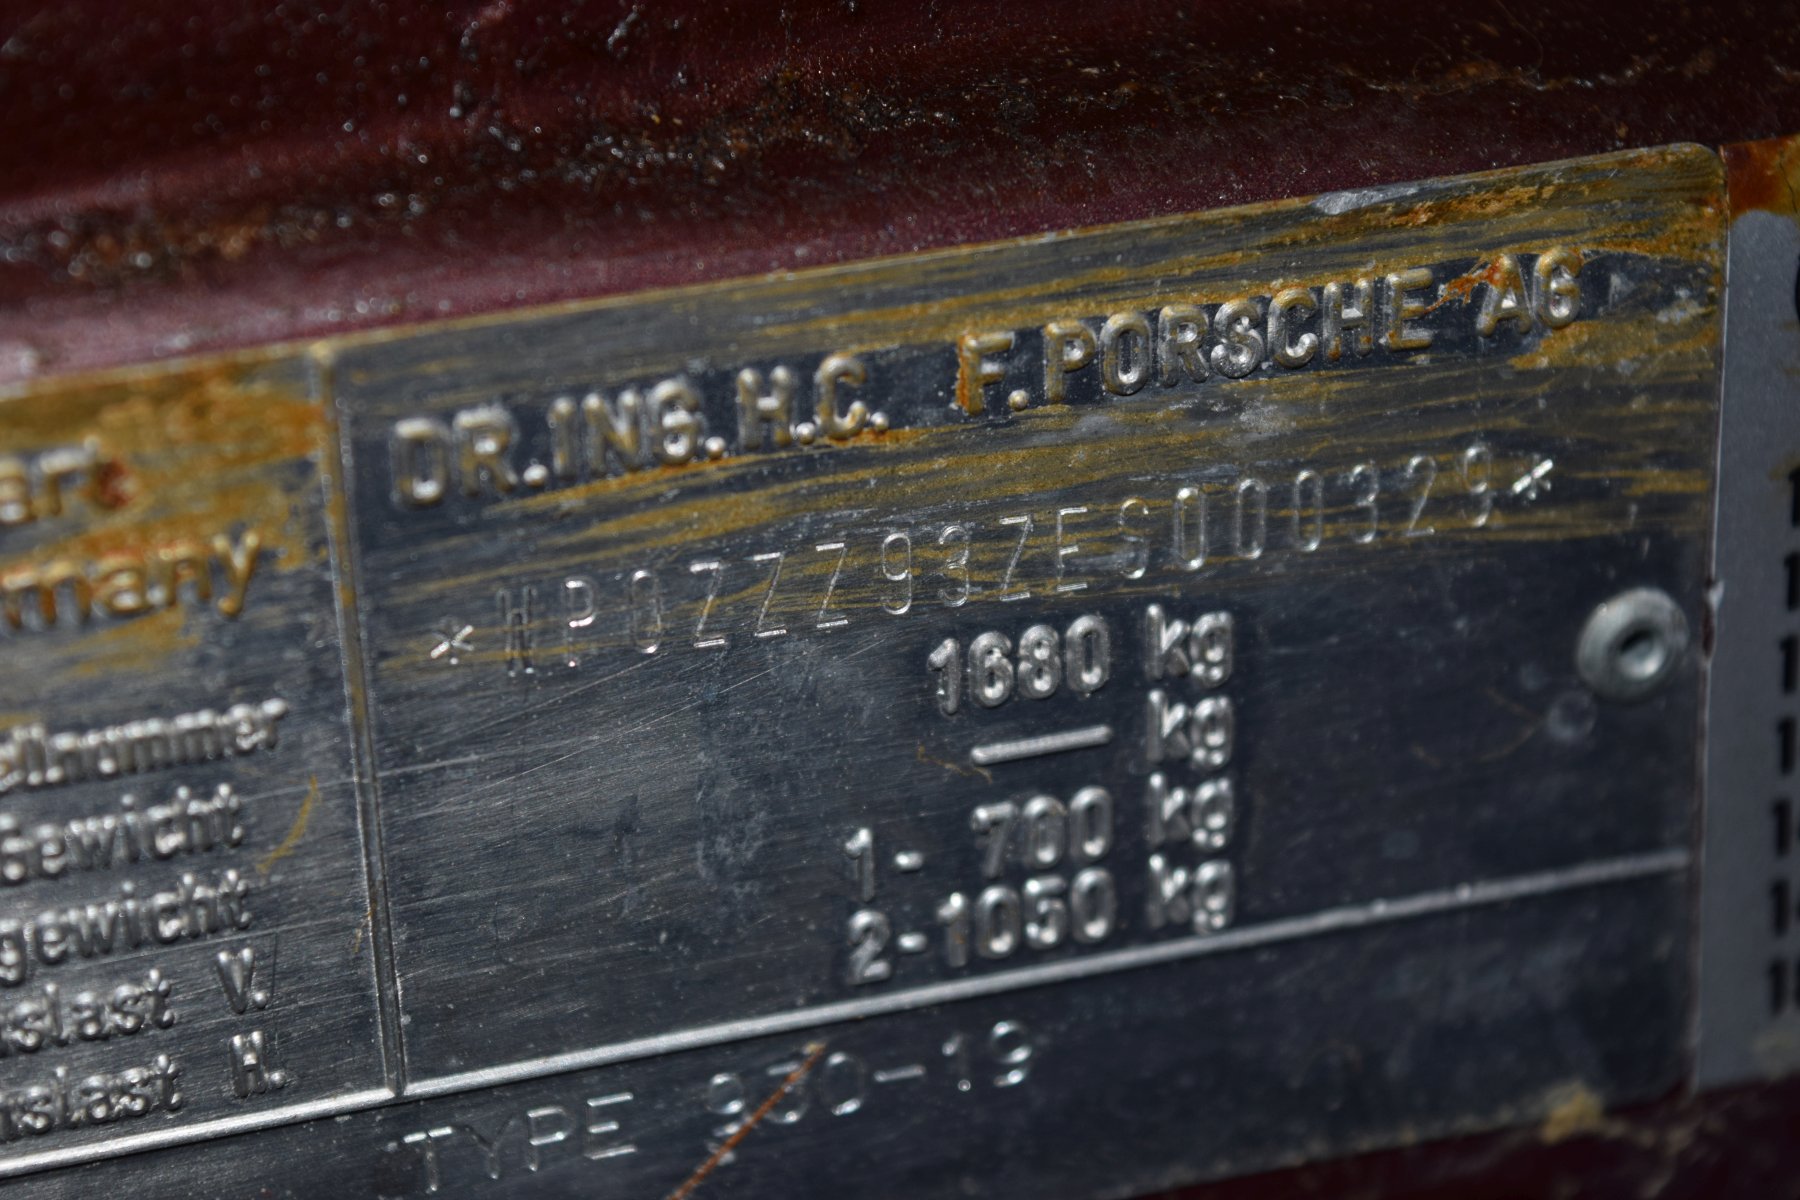 DR.ING.H.C. F.PORSCHE AG
*WP0ZZZ93ZES000329*
1680 kg
— kg
1- 700 kg
2-1050 kg
TYPE 930-19
art
many
elnummer
Gewicht
gewicht
slast V.
slast H.